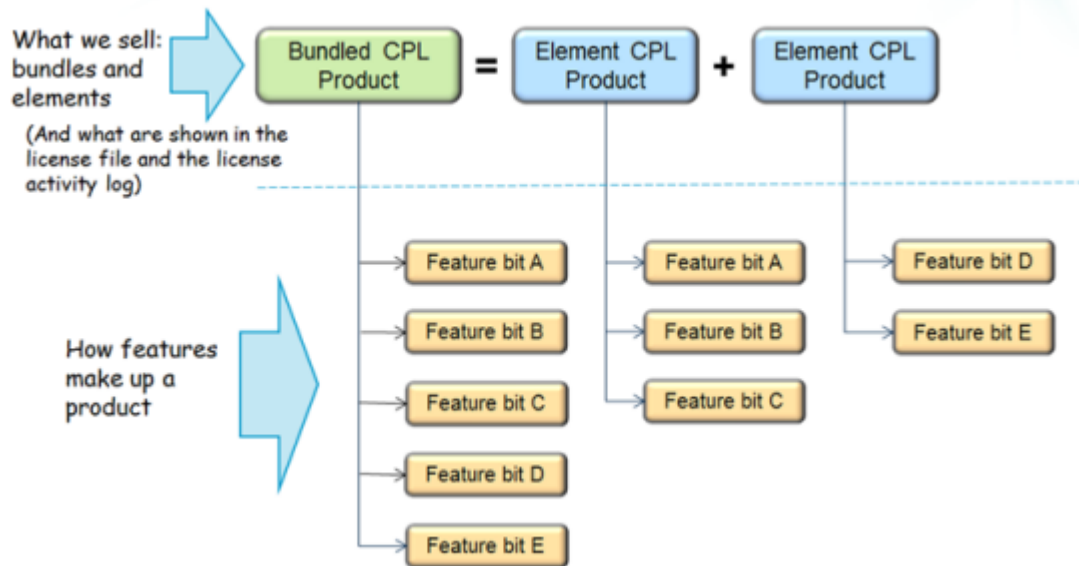 What we sell:
bundles and
elements
(And what are shown in the
license file and the license
activity log)
Bundled CPL
Product
=
Element CPL
Product
+
Element CPL
Product
How features
make up a
product
Feature bit A
Feature bit B
Feature bit C
Feature bit D
Feature bit E
Feature bit A
Feature bit B
Feature bit C
Feature bit D
Feature bit E